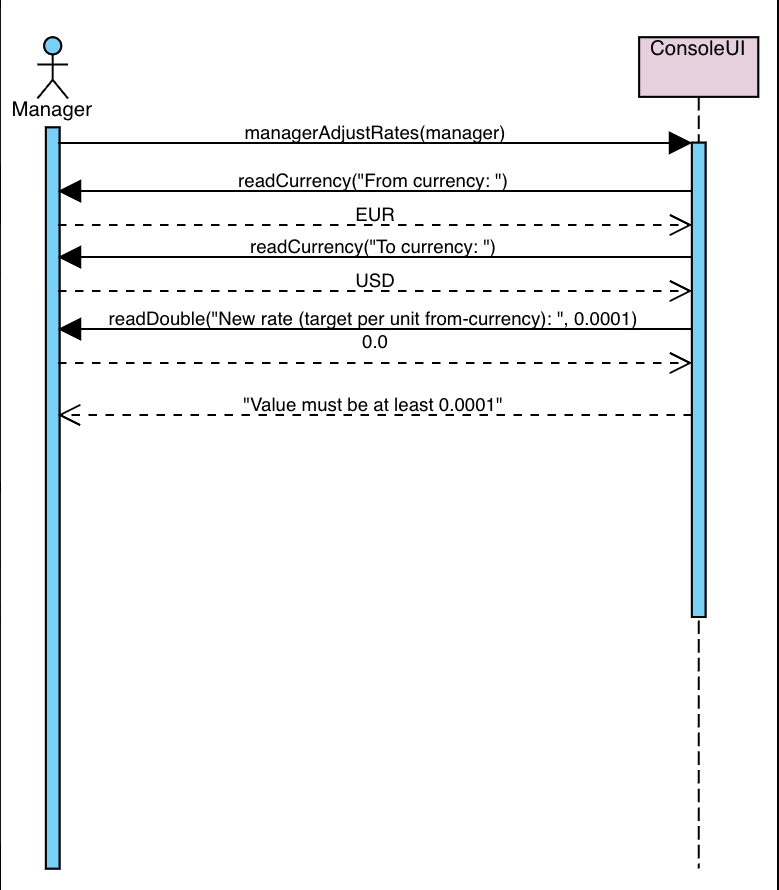 ConsoleUI
Manager
managerAdjustRates(manager)
readCurrency("From currency: ")
EUR
readCurrency("To currency: ")
USD
readDouble("New rate (target per unit from-currency): ", 0.0001)
0.0
"Value must be at least 0.0001"